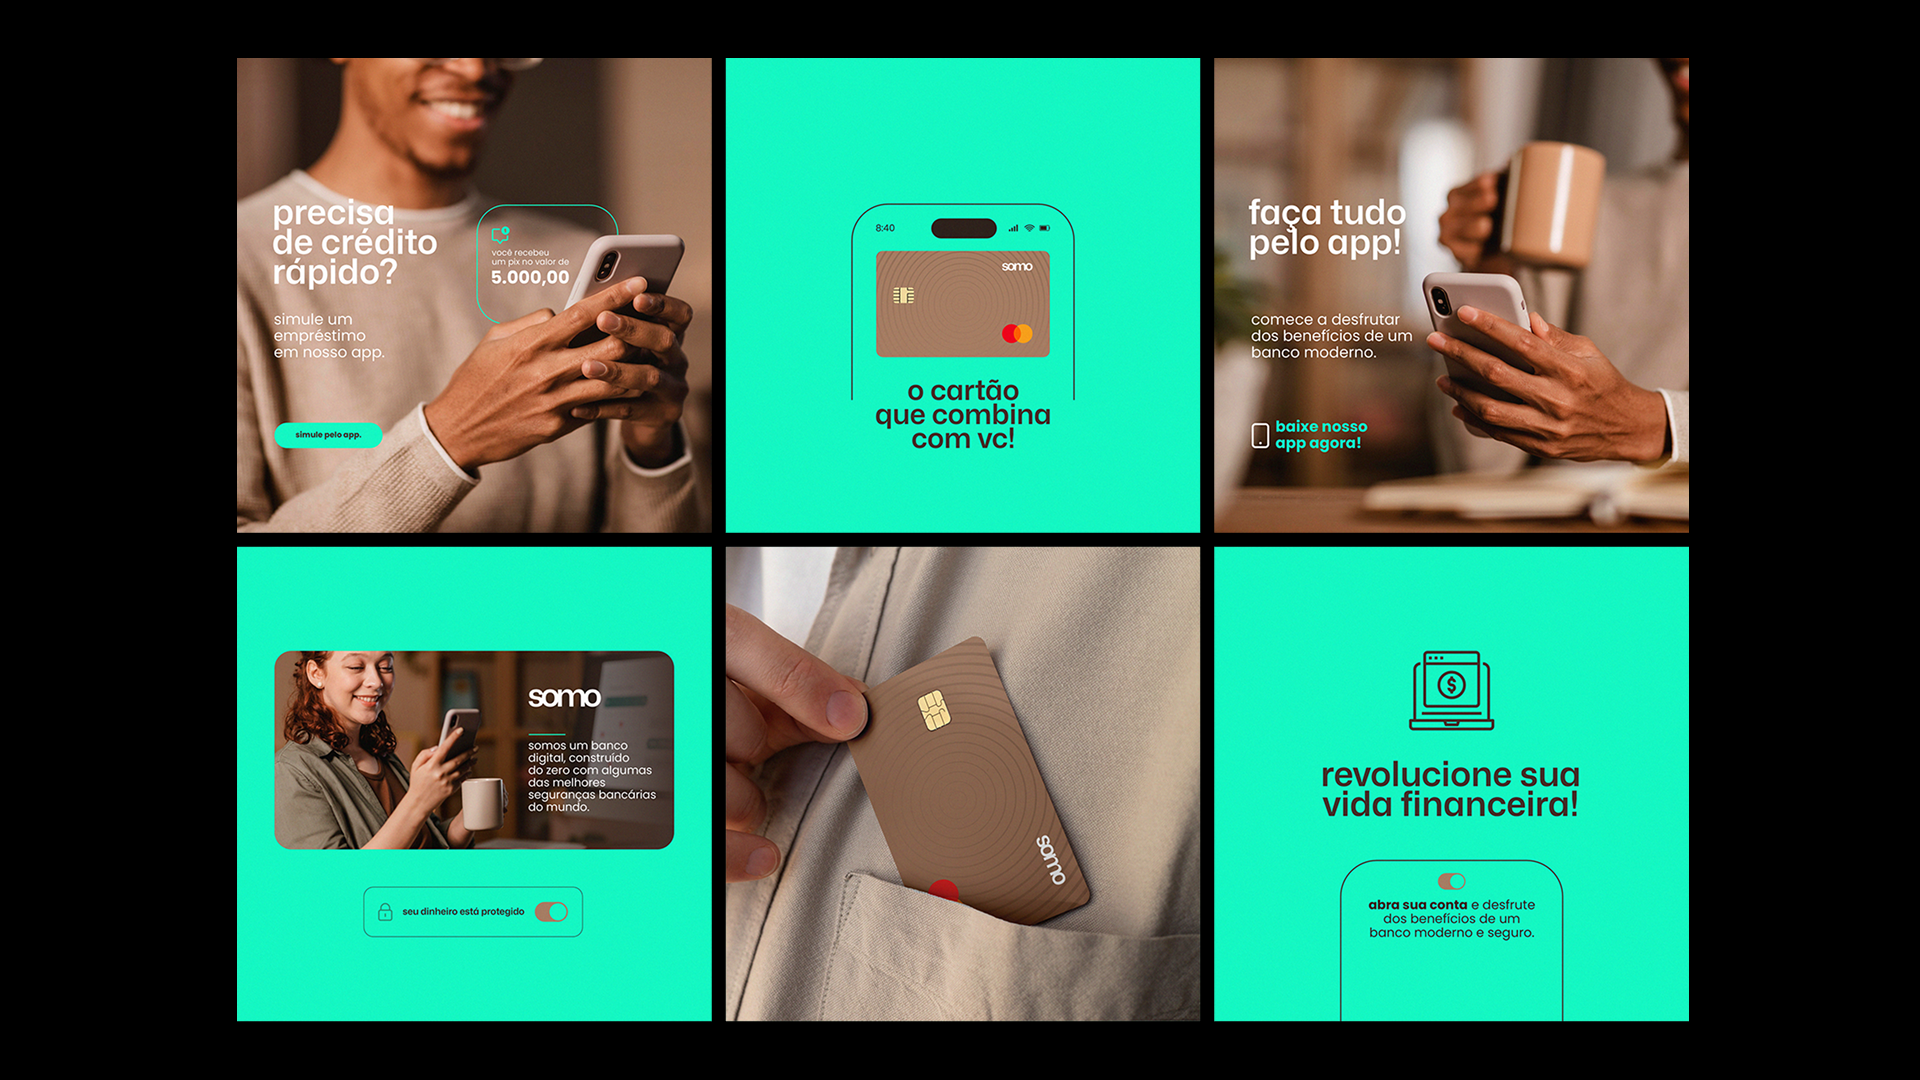 precisa
de crédito
rápido?
você recebeu
um pix no valor de
5.000,00
simule um
empréstimo
em nosso app.
simule pelo app.
8:40
somo
o cartão
que combina
com vc!
faça tudo
pelo app!
comece a desfrutar
dos benefícios de um
banco moderno.
baixe nosso
app agora!
somo
somos um banco
digital, construído
do zero com algumas
das melhores
seguranças bancárias
do mundo.
seu dinheiro está protegido
somo
$
revolucione sua
vida financeira!
abra sua conta e desfrute
dos benefícios de um
banco moderno e seguro.